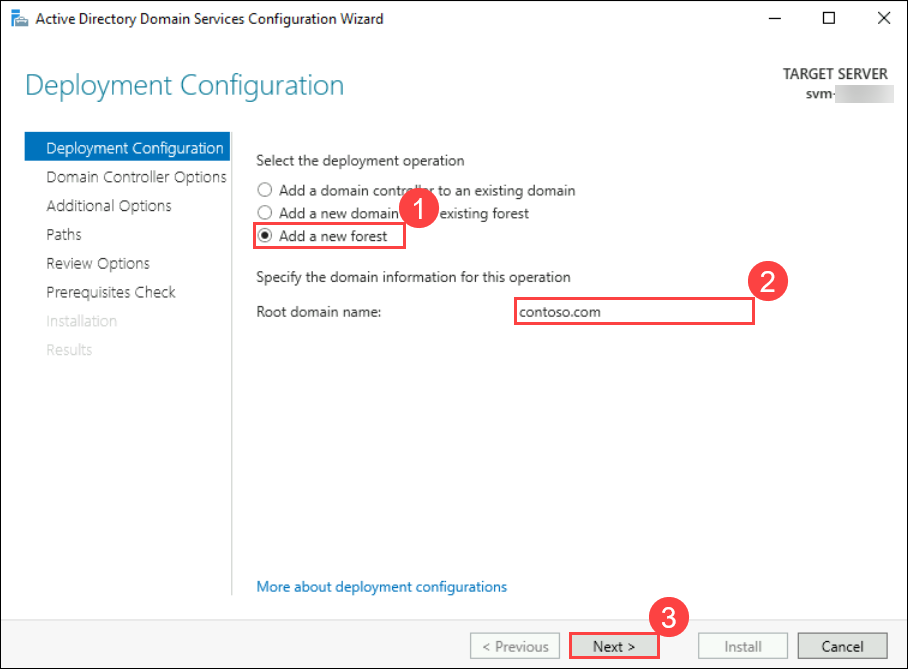 Active Directory Domain Services Configuration Wizard
Deployment Configuration
TARGET SERVER
svm-
Deployment Configuration
Domain Controller Options
Additional Options
Paths
Review Options
Prerequisites Check
Installation
Results
Select the deployment operation
Add a domain controller to an existing domain
Add a new domain existing forest
1
Add a new forest
Specify the domain information for this operation
2
Root domain name: contoso.com
More about deployment configurations
3
< Previous Next > Install Cancel